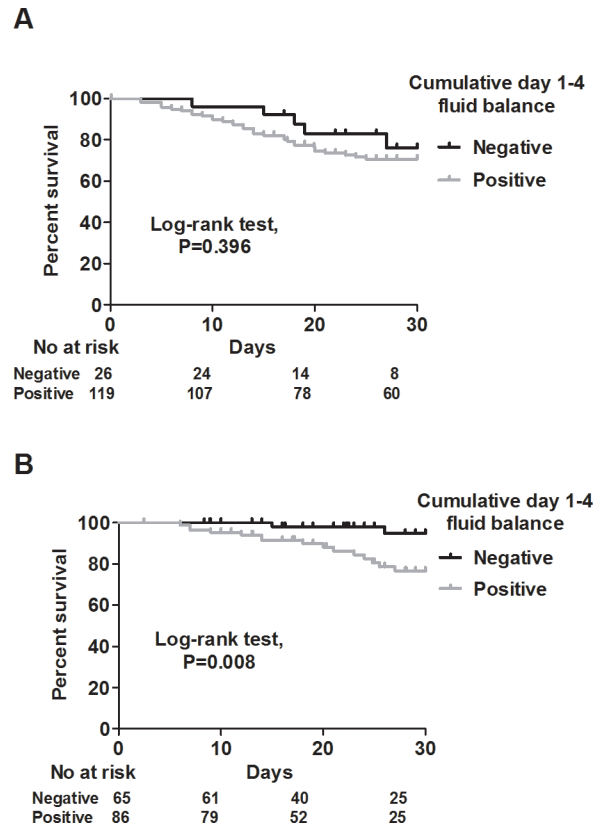 A
Cumulative day 1-4
fluid balance
Negative
Positive
Percent survival
100
80
60
40
20
0
Log-rank test,
P=0.396
0 10 20 30
No at risk Days
Negative 26 24 14 8
Positive 119 107 78 60
B
Cumulative day 1-4
fluid balance
Negative
Positive
Percent survival
100
80
60
40
20
0
Log-rank test,
P=0.008
0 10 20 30
No at risk Days
Negative 65 61 40 25
Positive 86 79 52 25